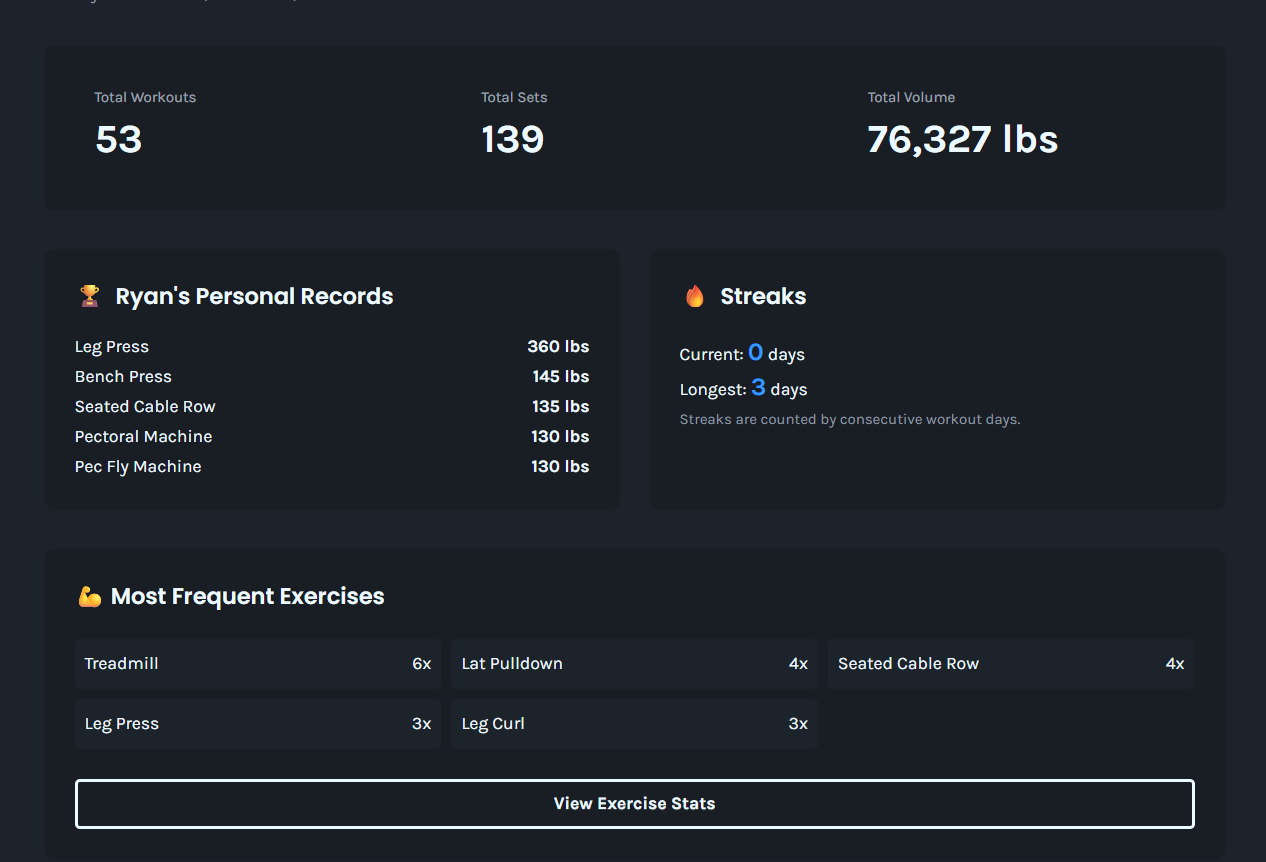 Total Workouts
53
Total Sets
139
Total Volume
76,327 lbs
Ryan's Personal Records
Leg Press 360 lbs
Bench Press 145 lbs
Seated Cable Row 135 lbs
Pectoral Machine 130 lbs
Pec Fly Machine 130 lbs
Streaks
Current: 0 days
Longest: 3 days
Streaks are counted by consecutive workout days.
Most Frequent Exercises
Treadmill 6x
Lat Pulldown 4x
Seated Cable Row 4x
Leg Press 3x
Leg Curl 3x
View Exercise Stats